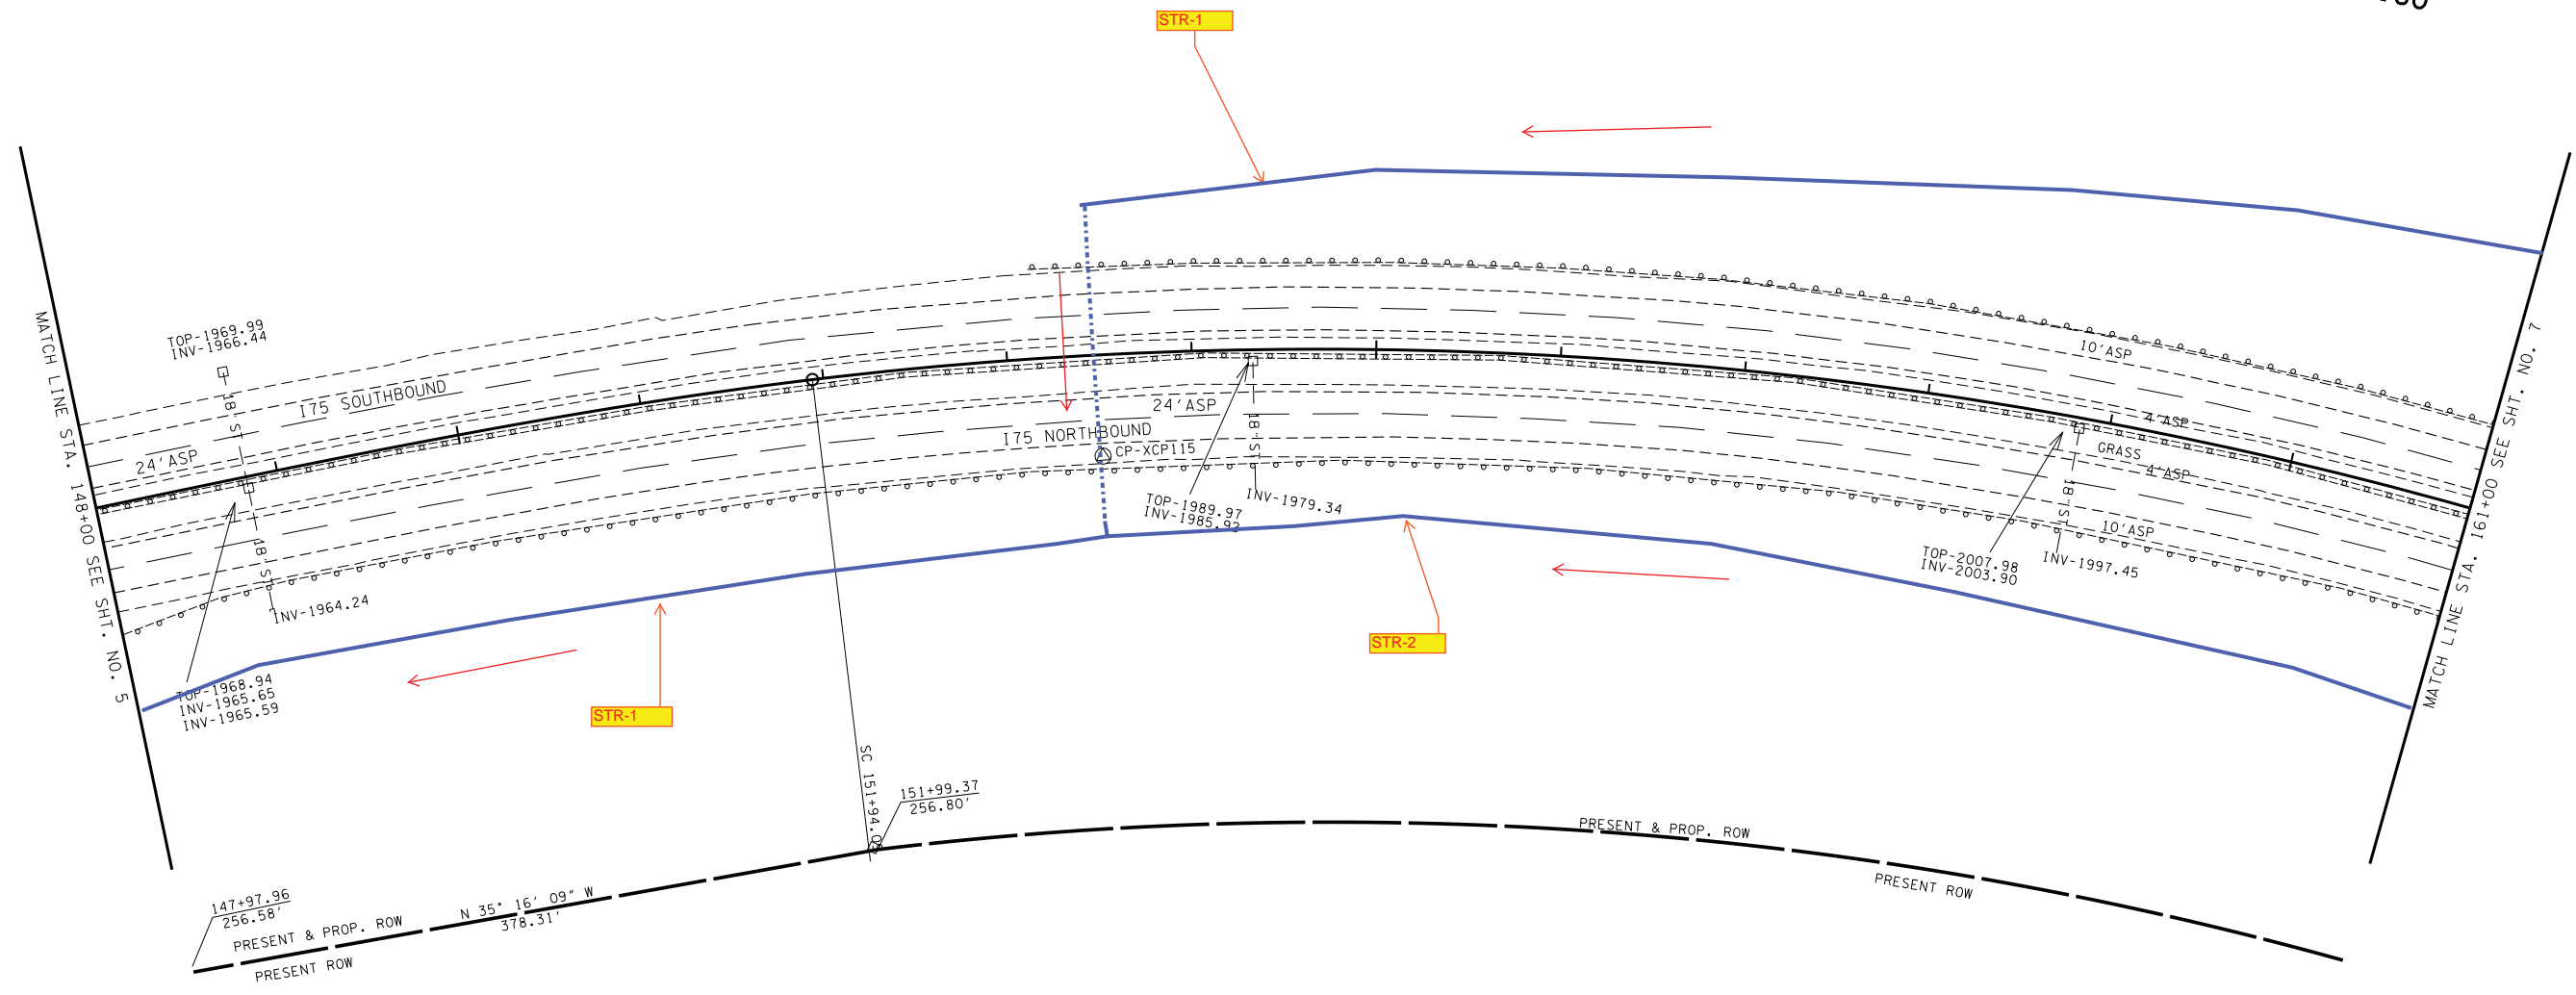 STR-1
MATCH LINE STA. 148+00 SEE SHT. NO. 5
TOP-1969.99
INV-1966.44
18" ST
I75 SOUTHBOUND
24'ASP
18" ST
INV-1964.24
TOP-1968.94
INV-1965.65
INV-1965.59
STR-1
SC 151+94.05
151+99.37
256.80'
147+97.96
256.58'
N 35° 16' 09" W
378.31'
PRESENT & PROP. ROW
PRESENT ROW
24'ASP
I75 NORTHBOUND
CP-XCP115
18" ST
TOP-1989.97
INV-1985.92
INV-1979.34
STR-2
10'ASP
4'ASP
GRASS
4'ASP
10'ASP
18" ST
TOP-2007.98
INV-2003.90
INV-1997.45
PRESENT & PROP. ROW
PRESENT ROW
MATCH LINE STA. 161+00 SEE SHT. NO. 7